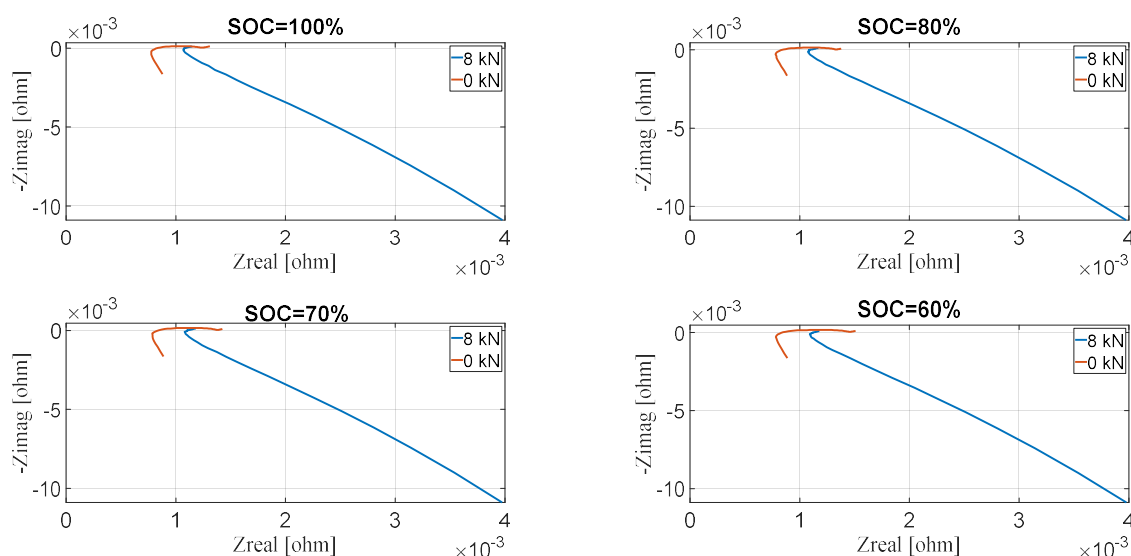 ×10⁻³
SOC=100%
0
-5
-10
-Zimag [ohm]
8 kN
0 kN
0
1
2
3
4
Zreal [ohm]
×10⁻³
×10⁻³
SOC=80%
0
-5
-10
-Zimag [ohm]
8 kN
0 kN
0
1
2
3
4
Zreal [ohm]
×10⁻³
×10⁻³
SOC=70%
0
-5
-10
-Zimag [ohm]
8 kN
0 kN
0
1
2
3
4
Zreal [ohm]
×10⁻³
×10⁻³
SOC=60%
0
-5
-10
-Zimag [ohm]
8 kN
0 kN
0
1
2
3
4
Zreal [ohm]
×10⁻³